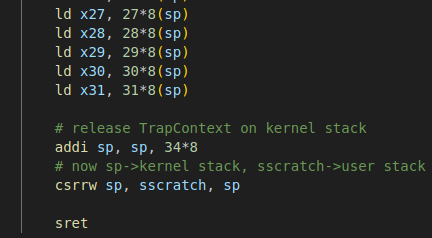 ld x27, 27*8(sp)
ld x28, 28*8(sp)
ld x29, 29*8(sp)
ld x30, 30*8(sp)
ld x31, 31*8(sp)
# release TrapContext on kernel stack
addi sp, sp, 34*8
# now sp->kernel stack, sscratch->user stack
csrrw sp, sscratch, sp
sret